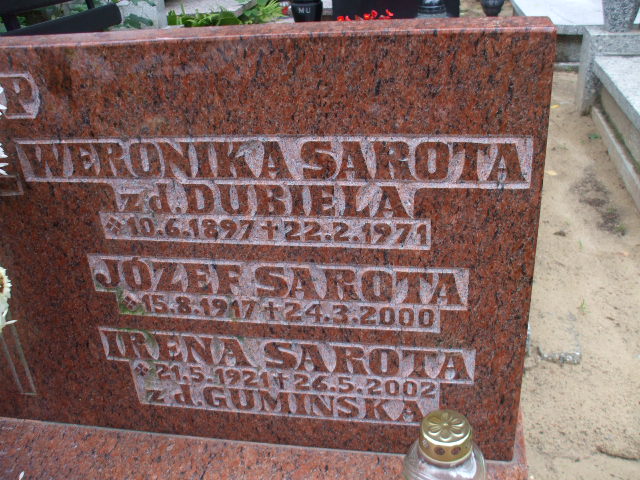 P
WERONIKA SAROTA
z d. DUBIELA
* 10.6.1897 † 22.2.1971
JÓZEF SAROTA
* 15.8.1917 † 24.3.2000
IRENA SAROTA
* 21.5.1921 † 26.5.2002
z d. GUMIŃSKA